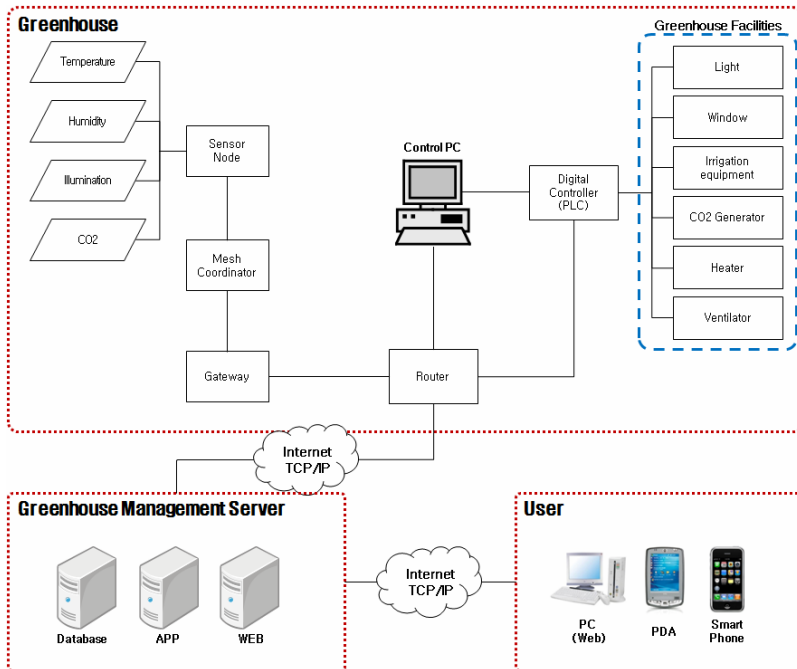 Greenhouse
Greenhouse Facilities
Temperature
Humidity
Illumination
CO2
Sensor
Node
Mesh
Coordinator
Gateway
Control PC
Router
Digital
Controller
(PLC)
Light
Window
Irrigation
equipment
CO2 Generator
Heater
Ventilator
Internet
TCP/IP
Greenhouse Management Server
Database
APP
WEB
Internet
TCP/IP
User
PC
(Web)
PDA
Smart
Phone